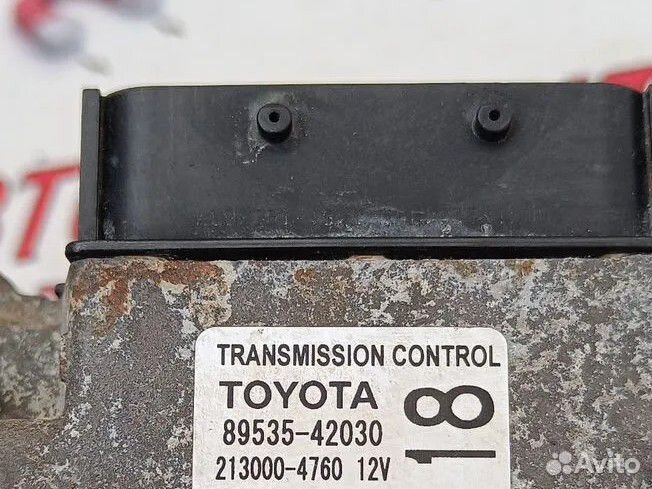 TRANSMISSION CONTROL
TOYOTA
89535-42030
213000-4760 12V
18
Avito